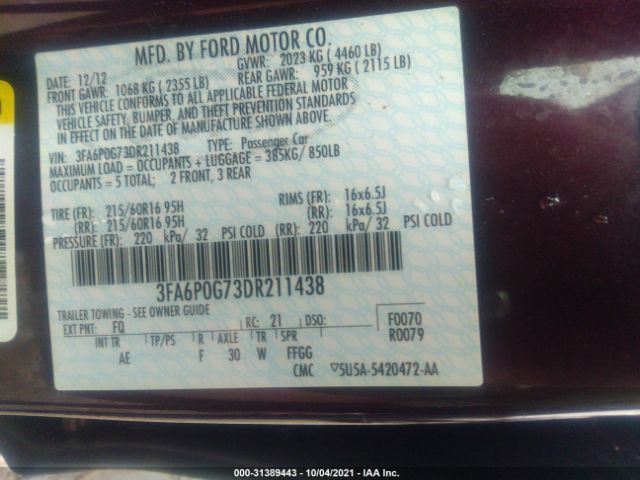 MFD. BY FORD MOTOR CO.
DATE: 12/12 GVWR: 2023 KG ( 4460 LB)
FRONT GAWR: 1068 KG ( 2355 LB) REAR GAWR: 959 KG ( 2115 LB)
THIS VEHICLE CONFORMS TO ALL APPLICABLE FEDERAL MOTOR
VEHICLE SAFETY, BUMPER, AND THEFT PREVENTION STANDARDS
IN EFFECT ON THE DATE OF MANUFACTURE SHOWN ABOVE.
VIN: 3FA6P0G73DR211438 TYPE: Passenger Car
MAXIMUM LOAD = OCCUPANTS + LUGGAGE = 385KG/ 850LB
OCCUPANTS = 5 TOTAL; 2 FRONT, 3 REAR
TIRE (FR): 215/60R16 95H RIMS (FR): 16x6.5J
(RR): 215/60R16 95H (RR): 16x6.5J
PRESSURE (FR): 220 kPa/ 32 PSI COLD (RR): 220 kPa/ 32 PSI COLD
3FA6P0G73DR211438
TRAILER TOWING - SEE OWNER GUIDE
EXT PNT: FQ RC: 21 DSO: F0070
R0079
INT TR TP/PS R AXLE TR SPR
AE F 30 W FFGG
CMC ▽5U5A-5420472-AA
000-31389443 - 10/04/2021 - IAA Inc.